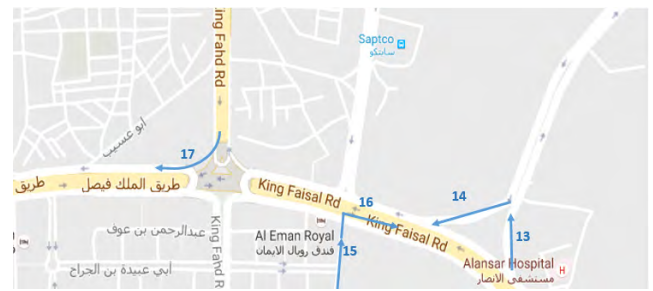 King Fahd Rd
Saptco
سابتكو
ابو عسيب
17
طريق الملك فيصل
طريق
King Faisal Rd
16
14
13
King Faisal Rd
15
عبدالرحمن بن عوف
Al Eman Royal
فندق رويال الايمان
King Fahd R
أبي عبيدة بن الجراح
Alansar Hospital
مستشفى الانصار
H